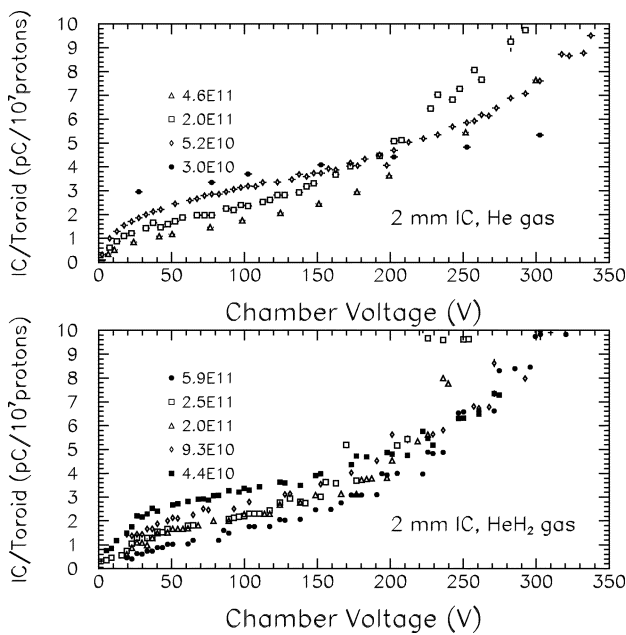 IC/Toroid (pC/10⁷protons)
10
9
8
7
6
5
4
3
2
1
0
4.6E11
2.0E11
5.2E10
3.0E10
2 mm IC, He gas
0 50 100 150 200 250 300 350
Chamber Voltage (V)
IC/Toroid (pC/10⁷protons)
10
9
8
7
6
5
4
3
2
1
0
5.9E11
2.5E11
2.0E11
9.3E10
4.4E10
2 mm IC, HeH₂ gas
0 50 100 150 200 250 300 350
Chamber Voltage (V)